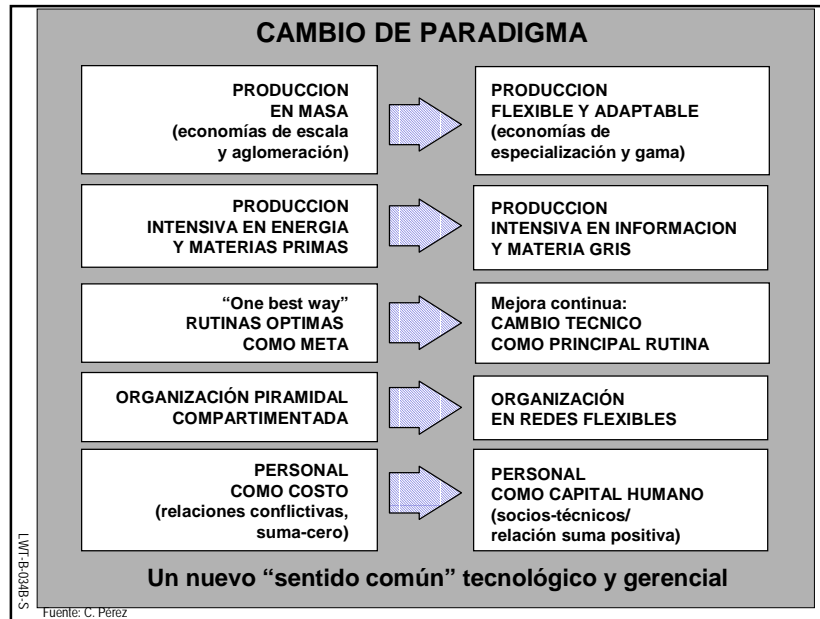 CAMBIO DE PARADIGMA
PRODUCCION
EN MASA
(economías de escala
y aglomeración)
PRODUCCION
FLEXIBLE Y ADAPTABLE
(economías de
especialización y gama)
PRODUCCION
INTENSIVA EN ENERGIA
Y MATERIAS PRIMAS
PRODUCCION
INTENSIVA EN INFORMACION
Y MATERIA GRIS
“One best way”
RUTINAS OPTIMAS
COMO META
Mejora continua:
CAMBIO TECNICO
COMO PRINCIPAL RUTINA
ORGANIZACIÓN PIRAMIDAL
COMPARTIMENTADA
ORGANIZACIÓN
EN REDES FLEXIBLES
PERSONAL
COMO COSTO
(relaciones conflictivas,
suma-cero)
PERSONAL
COMO CAPITAL HUMANO
(socios-técnicos/
relación suma positiva)
Un nuevo “sentido común” tecnológico y gerencial
LWT-B-034B-S
Fuente: C. Pérez